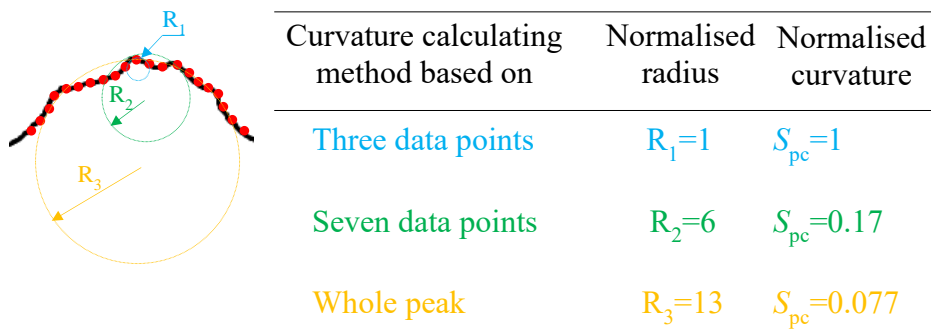 R₁
R₂
R₃
Curvature calculating method based on
Normalised radius
Normalised curvature
Three data points
R₁=1
Sₚc=1
Seven data points
R₂=6
Sₚc=0.17
Whole peak
R₃=13
Sₚc=0.077